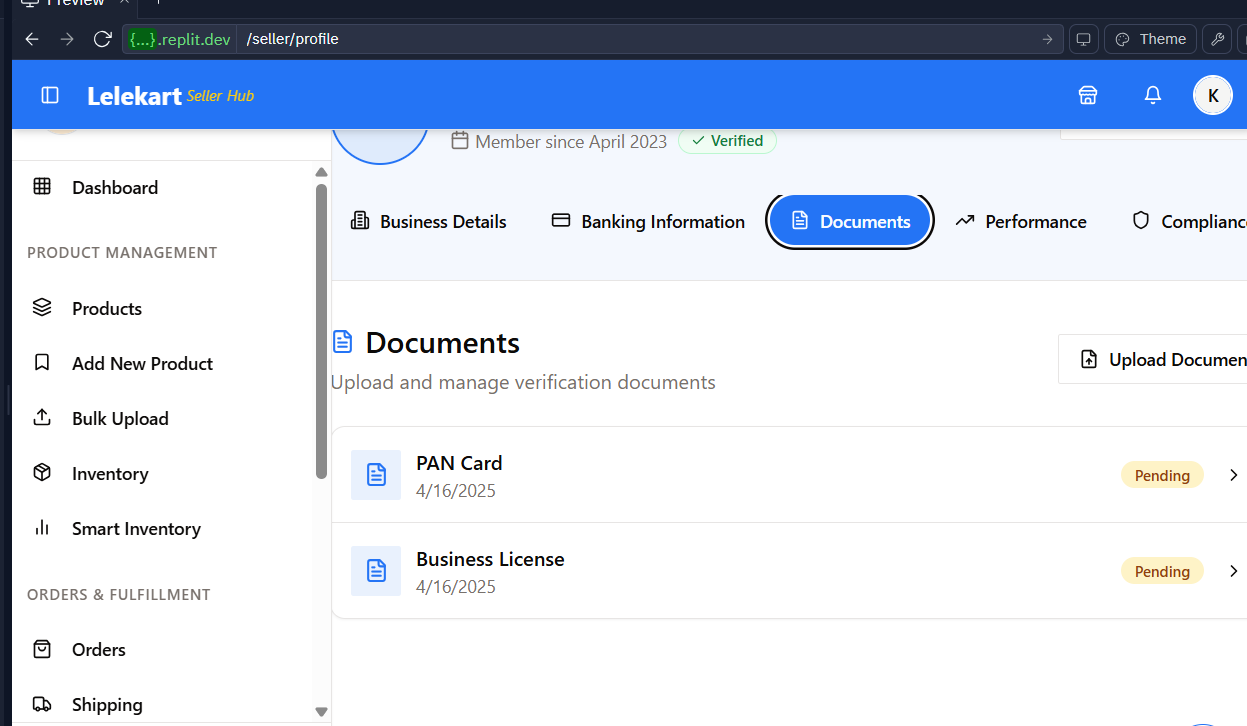 Preview
{...}.replit.dev /seller/profile
Theme
Lelekart Seller Hub
K
Member since April 2023
Verified
Dashboard
Business Details
Banking Information
Documents
Performance
Complianc
PRODUCT MANAGEMENT
Products
Add New Product
Bulk Upload
Inventory
Smart Inventory
ORDERS & FULFILLMENT
Orders
Shipping
Documents
Upload and manage verification documents
Upload Documen
PAN Card
4/16/2025
Pending
Business License
4/16/2025
Pending